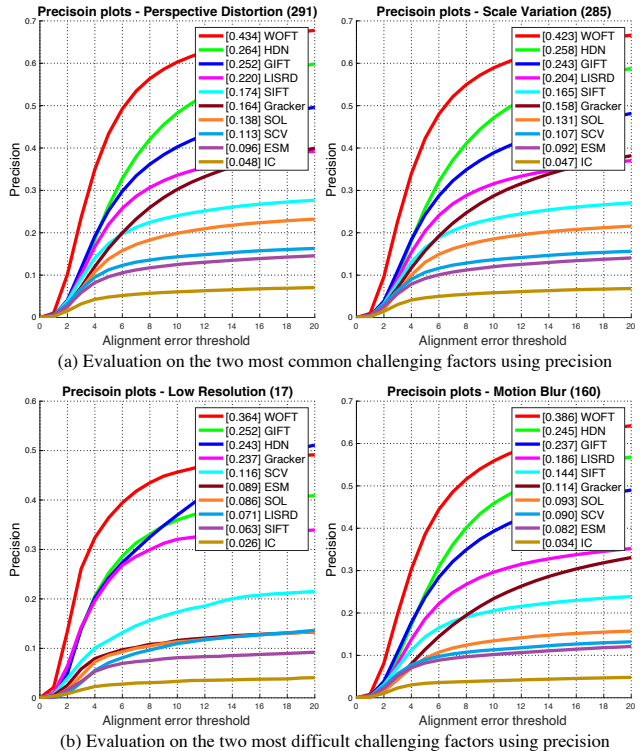 Precisoin plots - Perspective Distortion (291)
Precision
0.7
0.6
0.5
0.4
0.3
0.2
0.1
0
[0.434] WOFT
[0.264] HDN
[0.252] GIFT
[0.220] LISRD
[0.174] SIFT
[0.164] Gracker
[0.138] SOL
[0.113] SCV
[0.096] ESM
[0.048] IC
0 2 4 6 8 10 12 14 16 18 20
Alignment error threshold
Precisoin plots - Scale Variation (285)
Precision
0.7
0.6
0.5
0.4
0.3
0.2
0.1
0
[0.423] WOFT
[0.258] HDN
[0.243] GIFT
[0.204] LISRD
[0.165] SIFT
[0.158] Gracker
[0.131] SOL
[0.107] SCV
[0.092] ESM
[0.047] IC
0 2 4 6 8 10 12 14 16 18 20
Alignment error threshold
(a) Evaluation on the two most common challenging factors using precision
Precisoin plots - Low Resolution (17)
Precision
0.6
0.5
0.4
0.3
0.2
0.1
0
[0.364] WOFT
[0.252] GIFT
[0.243] HDN
[0.237] Gracker
[0.116] SCV
[0.089] ESM
[0.086] SOL
[0.071] LISRD
[0.063] SIFT
[0.026] IC
0 2 4 6 8 10 12 14 16 18 20
Alignment error threshold
Precisoin plots - Motion Blur (160)
Precision
0.7
0.6
0.5
0.4
0.3
0.2
0.1
0
[0.386] WOFT
[0.245] HDN
[0.237] GIFT
[0.186] LISRD
[0.144] SIFT
[0.114] Gracker
[0.093] SOL
[0.090] SCV
[0.082] ESM
[0.034] IC
0 2 4 6 8 10 12 14 16 18 20
Alignment error threshold
(b) Evaluation on the two most difficult challenging factors using precision